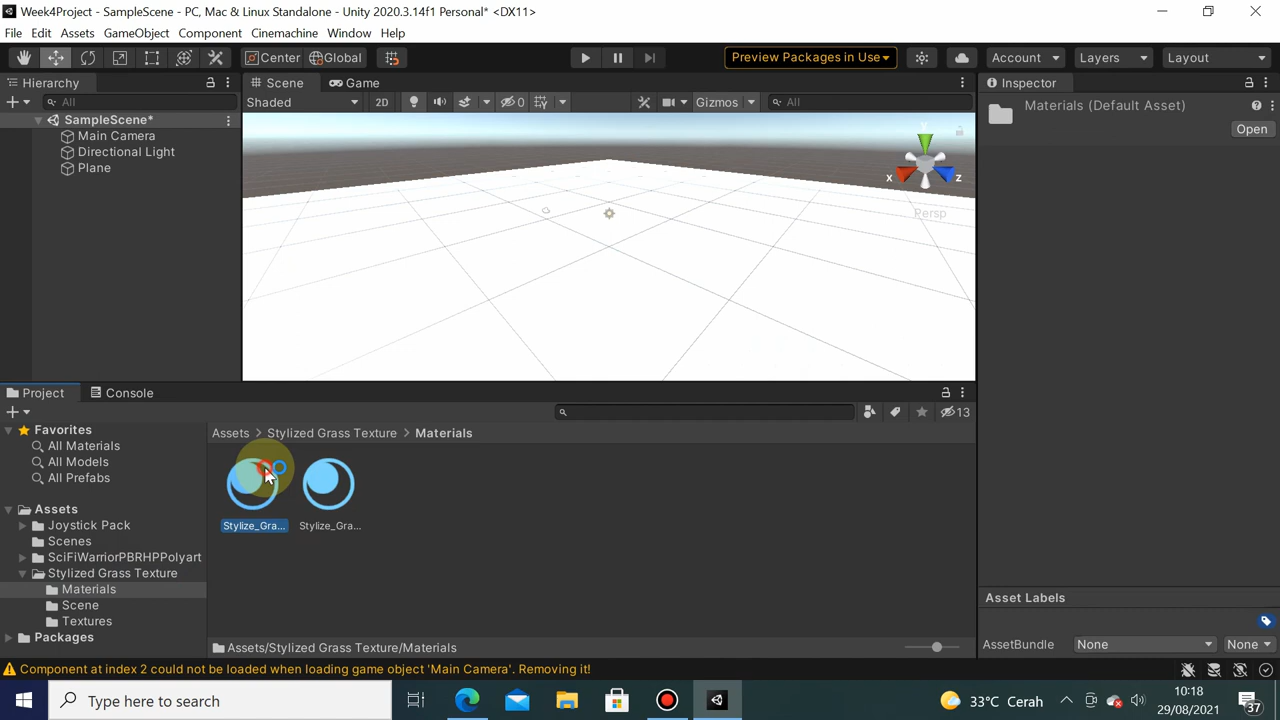 Week4Project - SampleScene - PC, Mac & Linux Standalone - Unity 2020.3.14f1 Personal* <DX11>
File Edit Assets GameObject Component Cinemachine Window Help
Center Global Preview Packages in Use Account Layers Layout
Hierarchy Scene Game Inspector
All Shaded 2D 0 Gizmos All
Materials (Default Asset)
Open
SampleScene*
Main Camera
Directional Light
Plane
y
x z
Persp
Project Console
13
Favorites
All Materials
All Models
All Prefabs
Assets
Joystick Pack
Scenes
SciFiWarriorPBRHPPolyart
Stylized Grass Texture
Materials
Scene
Textures
Packages
Assets > Stylized Grass Texture > Materials
Stylize_Gra... Stylize_Gra...
Assets/Stylized Grass Texture/Materials
Asset Labels
AssetBundle None None
Component at index 2 could not be loaded when loading game object 'Main Camera'. Removing it!
Type here to search
33°C Cerah
10:18
29/08/2021
37